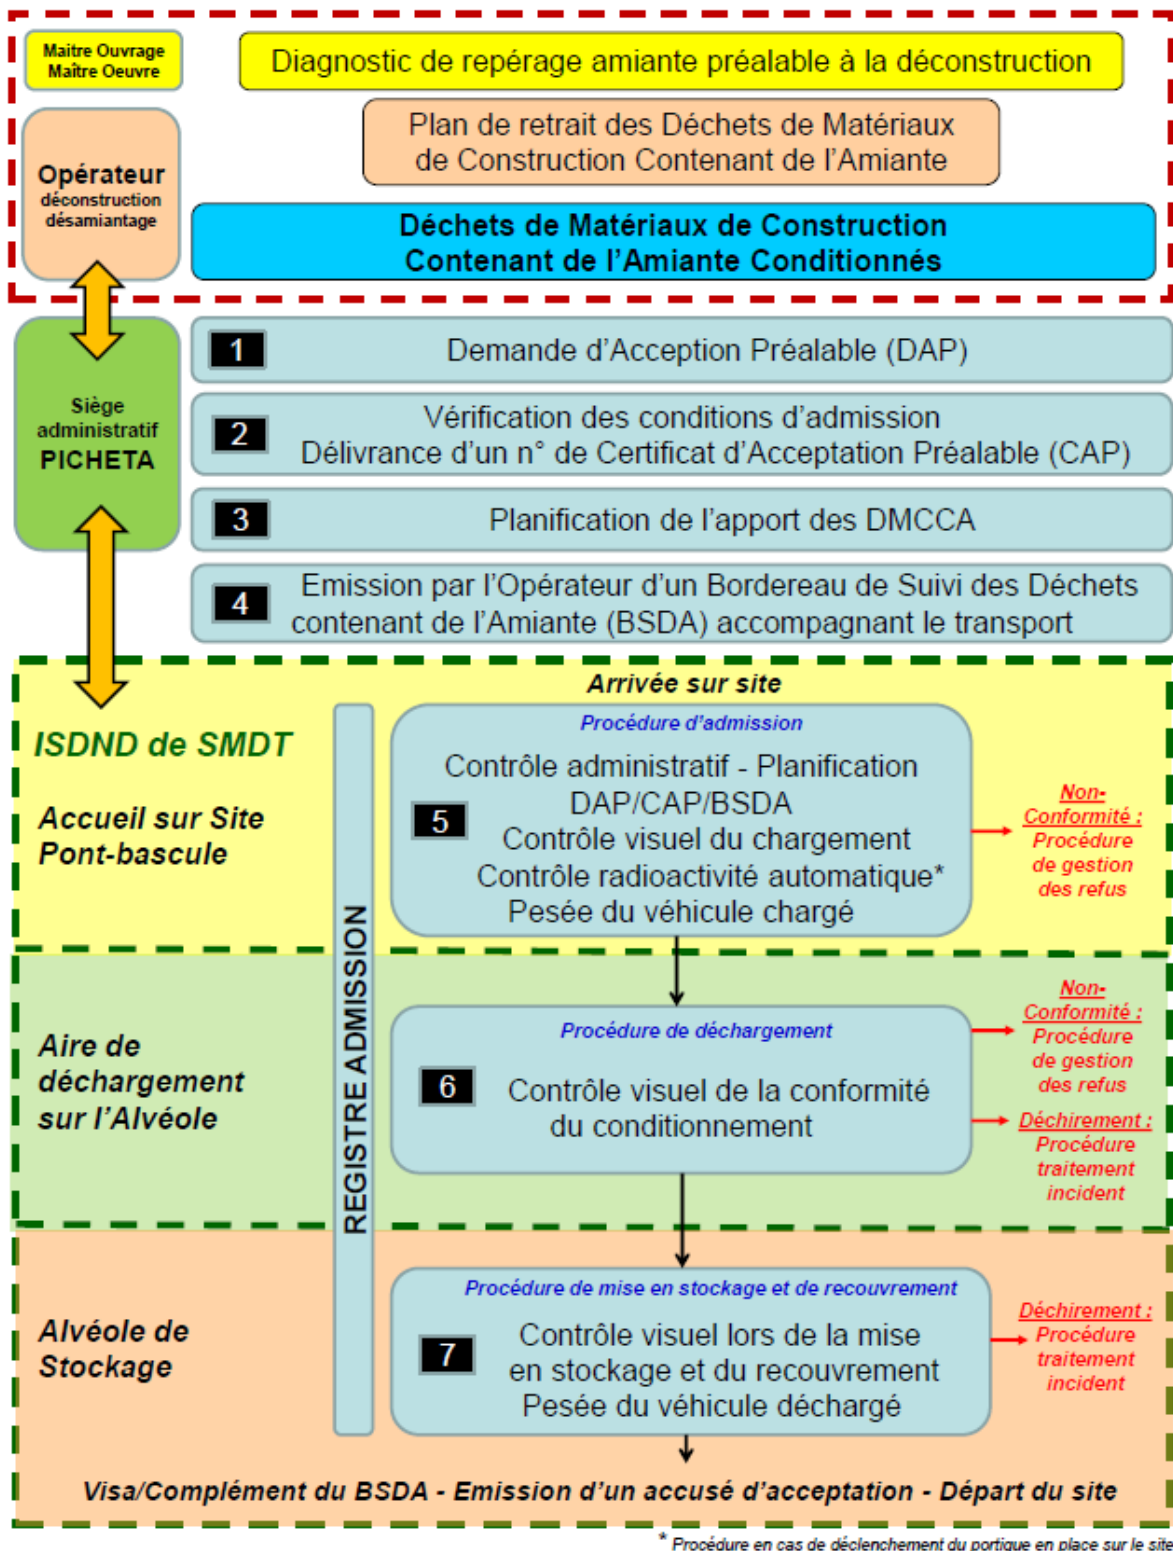 Maitre Ouvrage
Maître Oeuvre
Diagnostic de repérage amiante préalable à la déconstruction
Opérateur
déconstruction
désamiantage
Plan de retrait des Déchets de Matériaux
de Construction Contenant de l'Amiante
Déchets de Matériaux de Construction
Contenant de l'Amiante Conditionnés
Siège
administratif
PICHETA
1
Demande d'Acception Préalable (DAP)
2
Vérification des conditions d'admission
Délivrance d'un n° de Certificat d'Acceptation Préalable (CAP)
3
Planification de l'apport des DMCCA
4
Emission par l'Opérateur d'un Bordereau de Suivi des Déchets
contenant de l'Amiante (BSDA) accompagnant le transport
Arrivée sur site
ISDND de SMDT
Accueil sur Site
Pont-bascule
REGISTRE ADMISSION
Procédure d'admission
5
Contrôle administratif - Planification
DAP/CAP/BSDA
Contrôle visuel du chargement
Contrôle radioactivité automatique*
Pesée du véhicule chargé
Non-
Conformité :
Procédure
de gestion
des refus
Aire de
déchargement
sur l'Alvéole
Procédure de déchargement
6
Contrôle visuel de la conformité
du conditionnement
Non-
Conformité :
Procédure
de gestion
des refus
Déchirement :
Procédure
traitement
incident
Alvéole de
Stockage
Procédure de mise en stockage et de recouvrement
7
Contrôle visuel lors de la mise
en stockage et du recouvrement
Pesée du véhicule déchargé
Déchirement :
Procédure
traitement
incident
Visa/Complément du BSDA - Emission d'un accusé d'acceptation - Départ du site
* Procédure en cas de déclenchement du portique en place sur le site